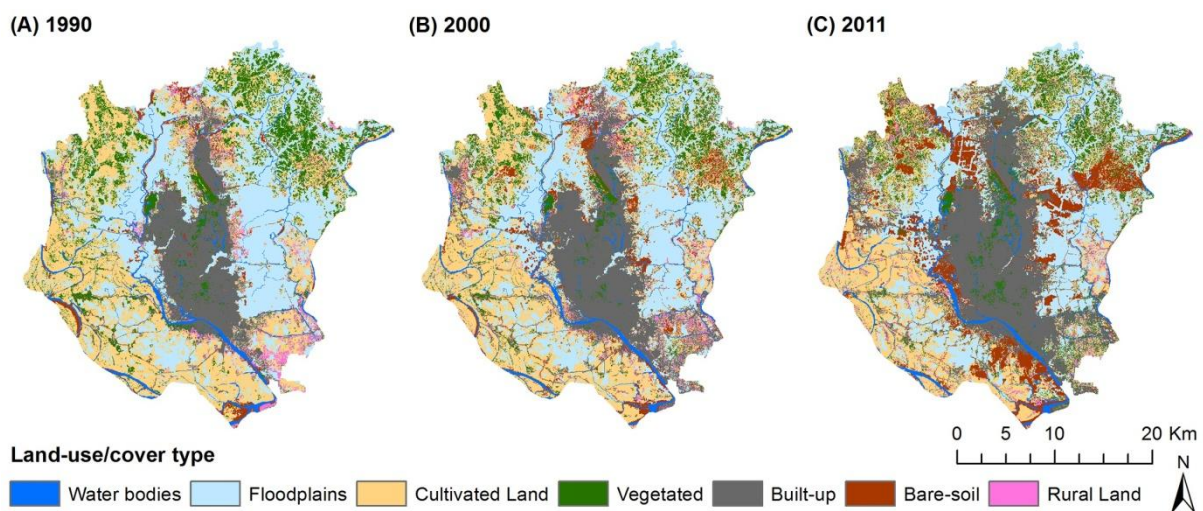 (A) 1990
(B) 2000
(C) 2011
0 5 10 20 Km
Land-use/cover type
N
Water bodies Floodplains Cultivated Land Vegetated Built-up Bare-soil Rural Land